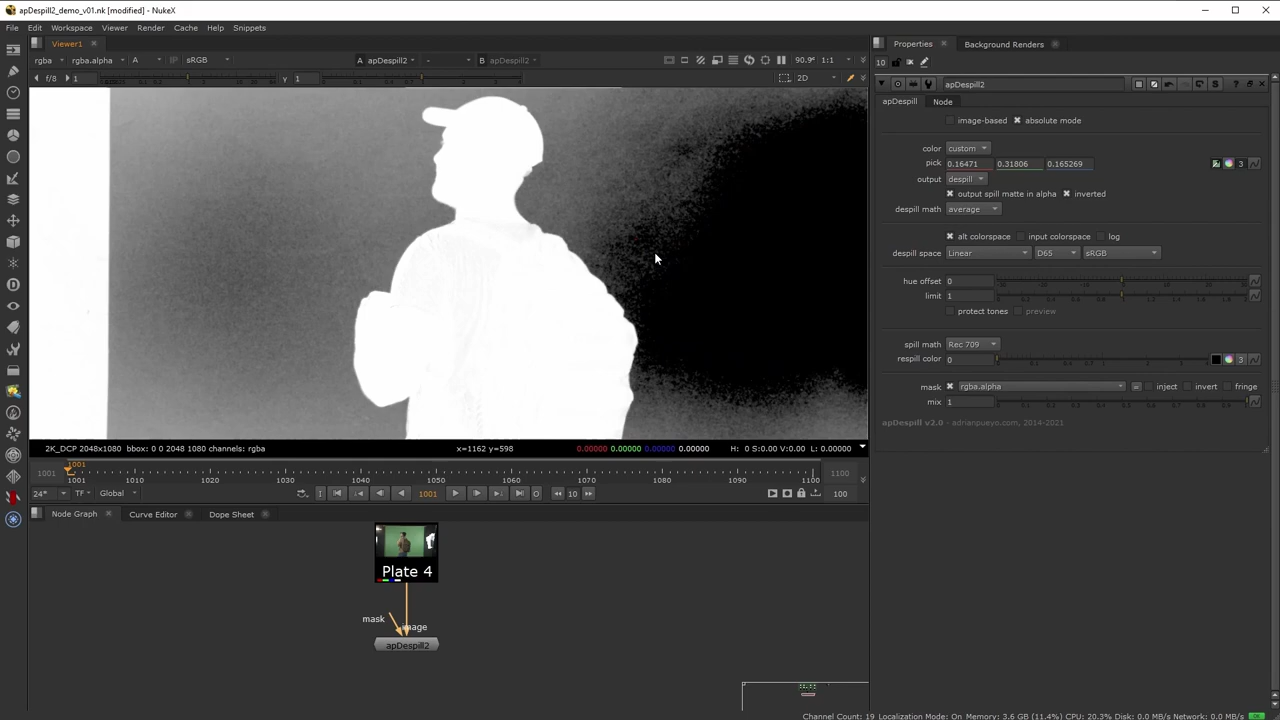 apDespill2_demo_v01.nk [modified] - NukeX
File Edit Workspace Viewer Render Cache Help Snippets
Viewer1
rgba rgba.alpha A IP sRGB A apDespill2 - B apDespill2 90.9° 1:1
f/8 1 y 1 2D
2K_DCP 2048x1080 bbox: 0 0 2048 1080 channels: rgba x=1162 y=598 0.00000 0.00000 0.00000 0.00000 H: 0 S:0.00 V:0.00 L: 0.00000
1001
1001 1001 1010 1020 1030 1040 1050 1060 1070 1080 1090 1100 1100
24* TF Global 1001 10 100
Node Graph Curve Editor Dope Sheet
Plate 4
mask
image
apDespill2
Properties Background Renders
10
apDespill2
apDespill Node
image-based absolute mode
color custom
pick 0.16471 0.31806 0.165269 3
output despill
output spill matte in alpha inverted
despill math average
alt colorspace input colorspace log
despill space Linear D65 sRGB
hue offset 0
limit 1
protect tones preview
spill math Rec 709
respill color 0 3
mask rgba.alpha inject invert fringe
mix 1
apDespill v2.0 - adrianpueyo.com, 2014-2021
Channel Count: 19 Localization Mode: On Memory: 3.6 GB (11.4%) CPU: 20.3% Disk: 0.0 MB/s Network: 0.0 MB/s